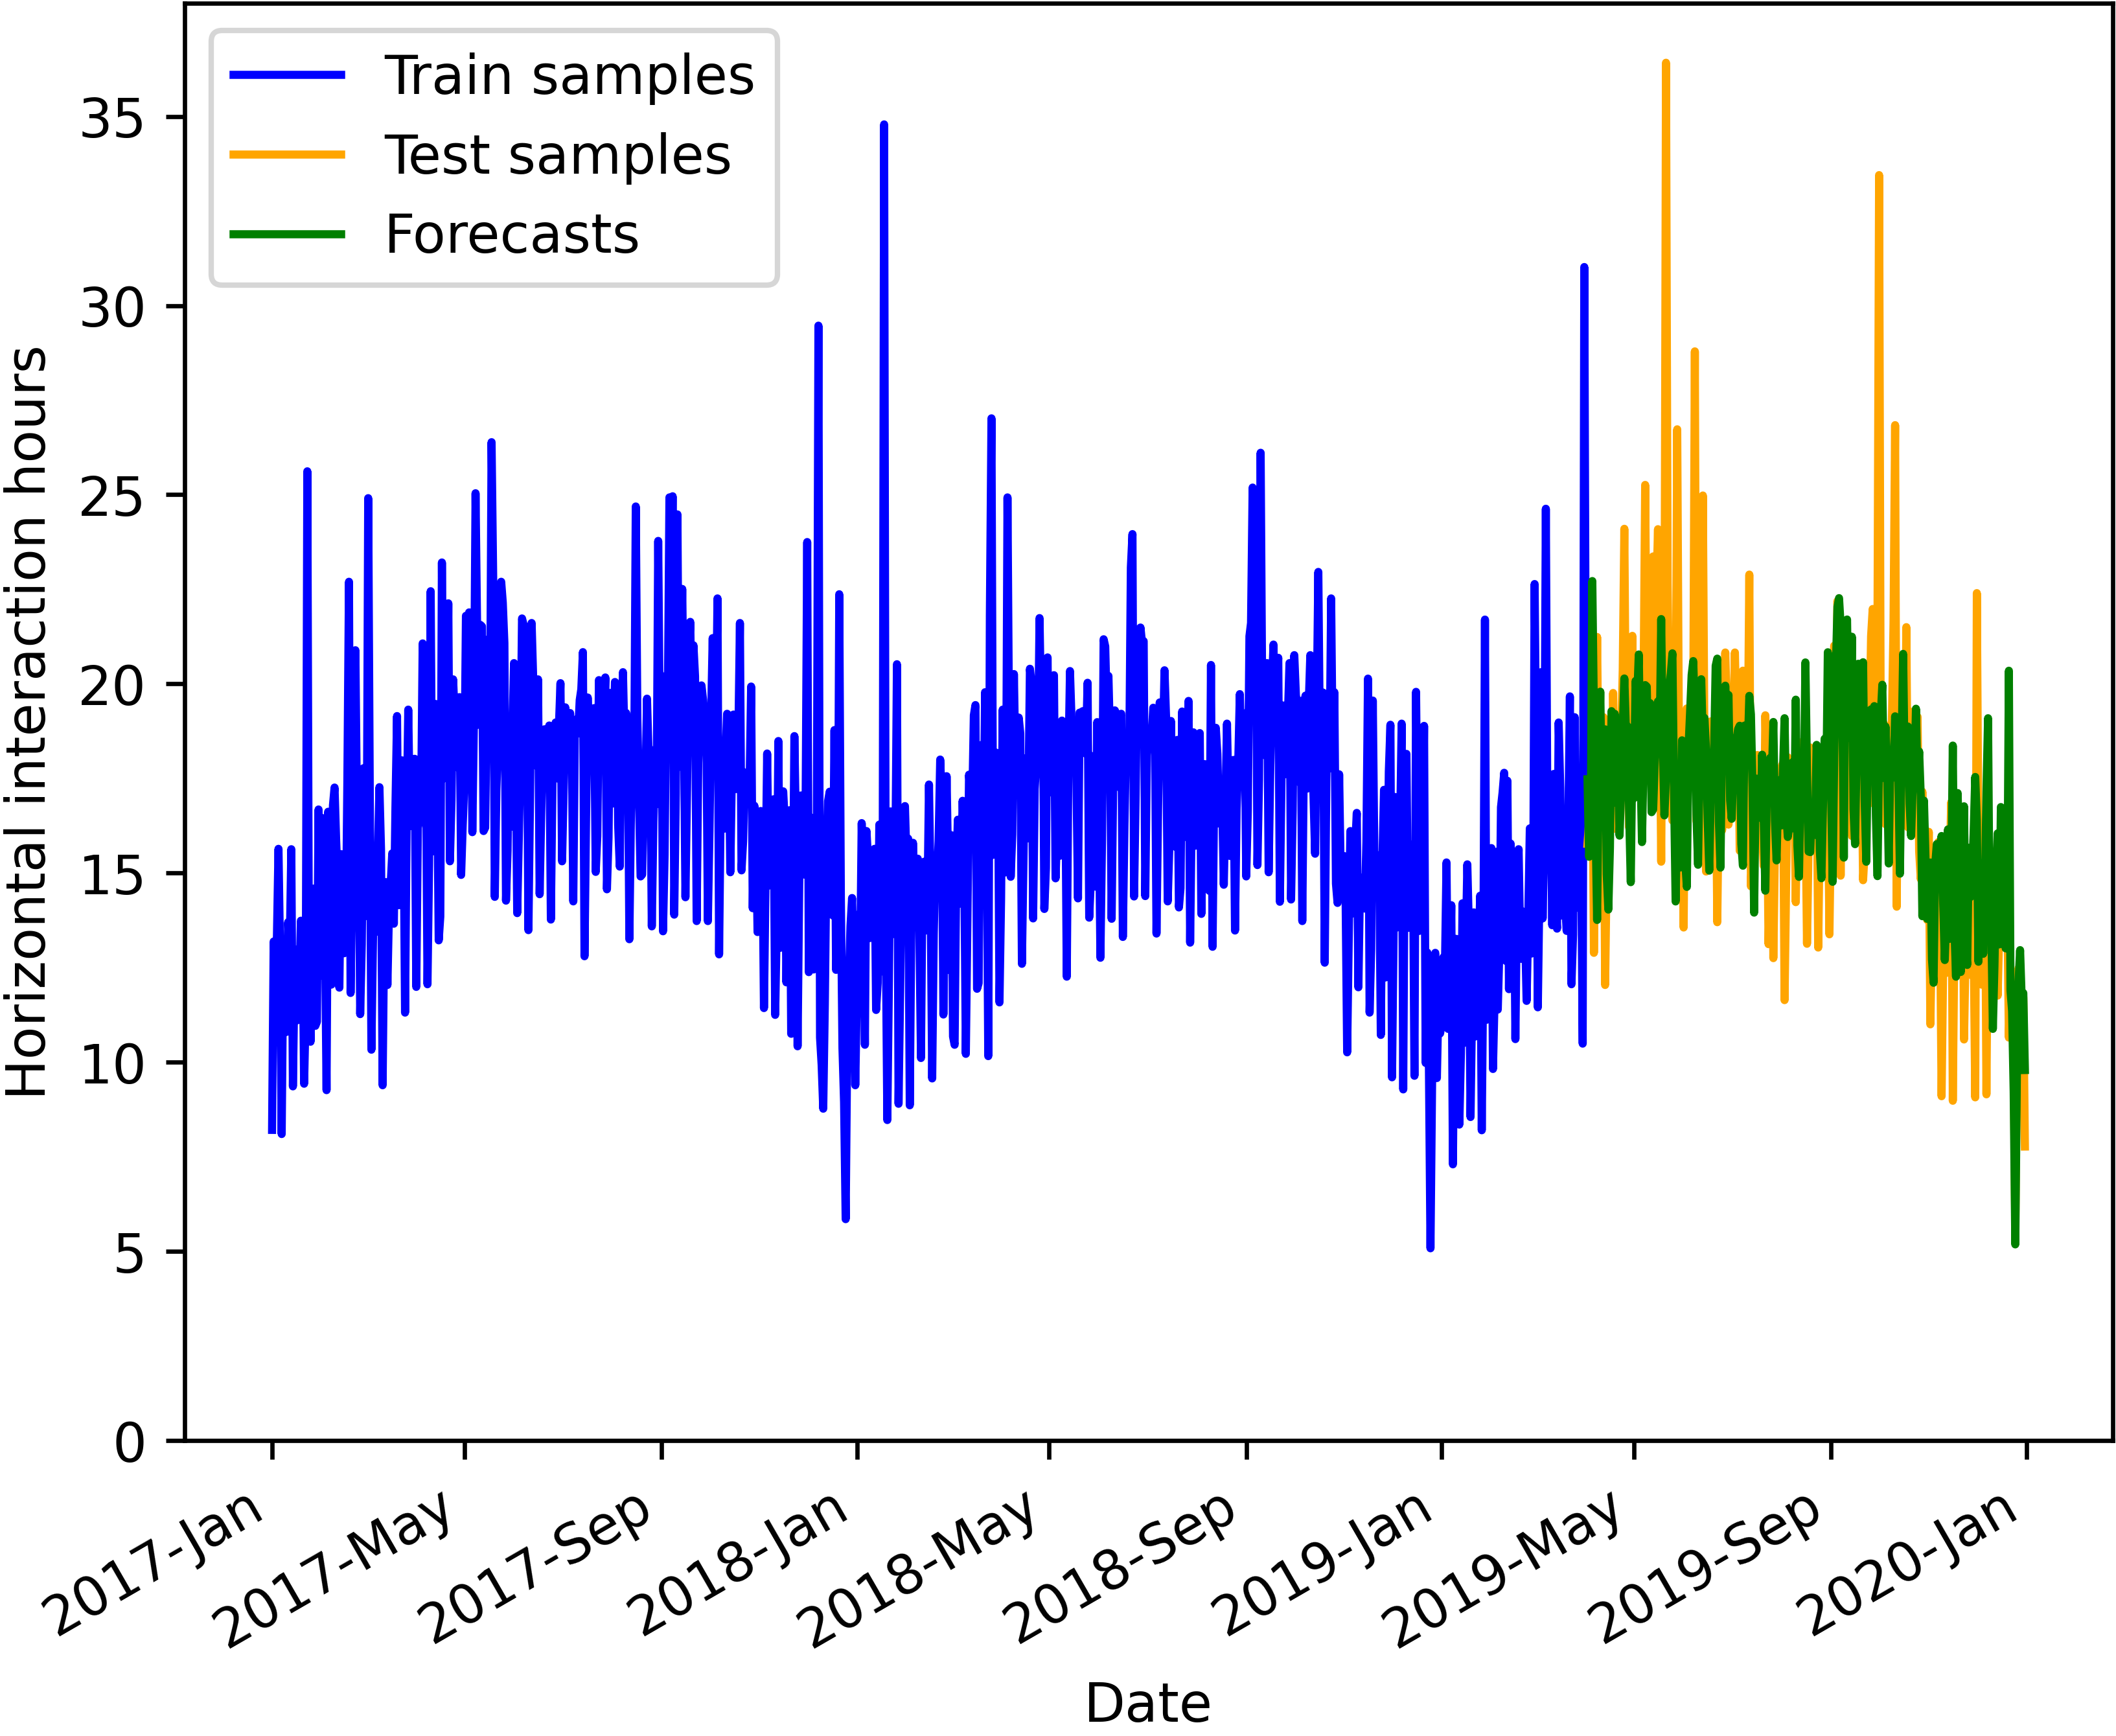 Train samples
Test samples
Forecasts
Horizontal interaction hours
35
30
25
20
15
10
5
0
2017-Jan
2017-May
2017-Sep
2018-Jan
2018-May
2018-Sep
2019-Jan
2019-May
2019-Sep
2020-Jan
Date